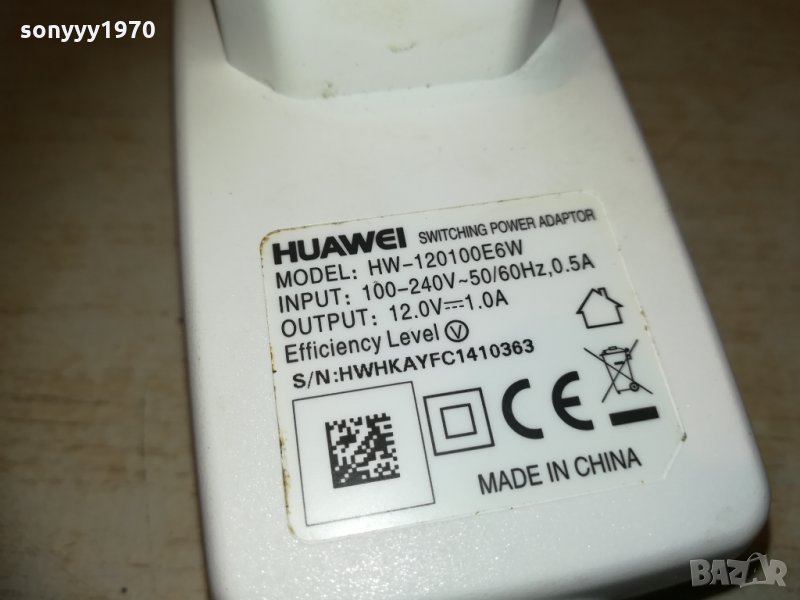 sonyyy1970
HUAWEI SWITCHING POWER ADAPTOR
MODEL: HW-120100E6W
INPUT: 100-240V~50/60Hz,0.5A
OUTPUT: 12.0V⎓1.0A
Efficiency Level Ⓥ
S/N:HWHKAYFC1410363
CE
MADE IN CHINA
BAZAR